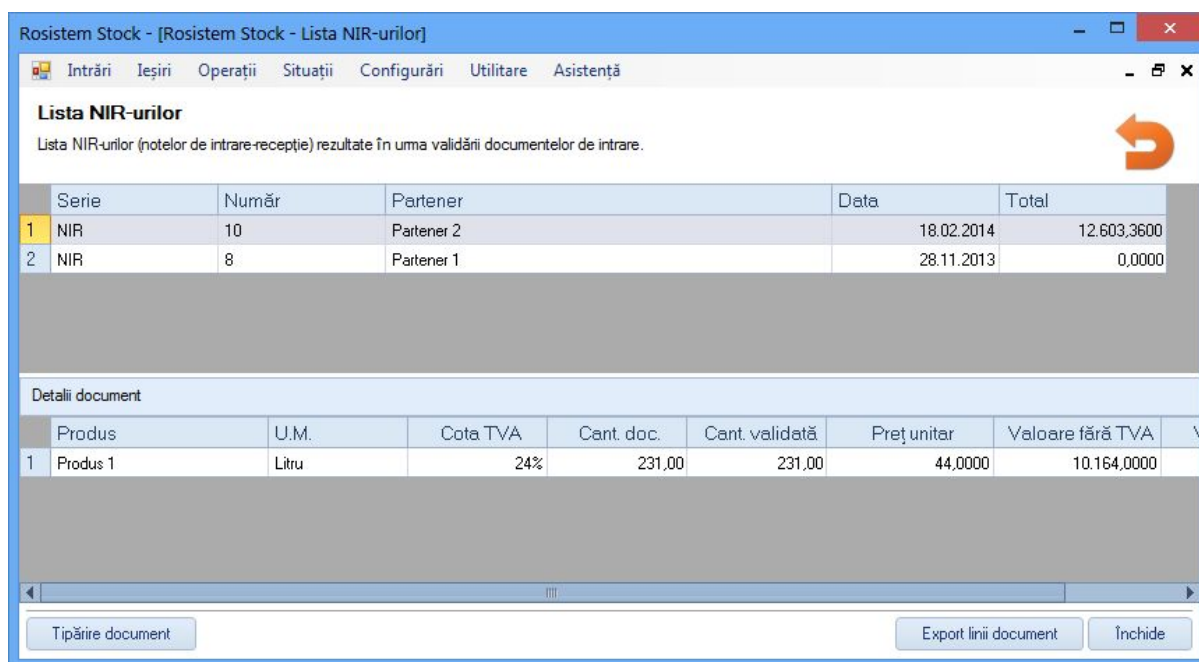 Rosistem Stock - [Rosistem Stock - Lista NIR-urilor]
Intrări Ieșiri Operații Situații Configurări Utilitare Asistență
Lista NIR-urilor
Lista NIR-urilor (notelor de intrare-recepție) rezultate în urma validării documentelor de intrare.
Serie Număr Partener Data Total
1 NIR 10 Partener 2 18.02.2014 12.603,3600
2 NIR 8 Partener 1 28.11.2013 0,0000
Detalii document
Produs U.M. Cota TVA Cant. doc. Cant. validată Preț unitar Valoare fără TVA
1 Produs 1 Litru 24% 231,00 231,00 44,0000 10.164,0000
Tipărire document Export linii document Închide